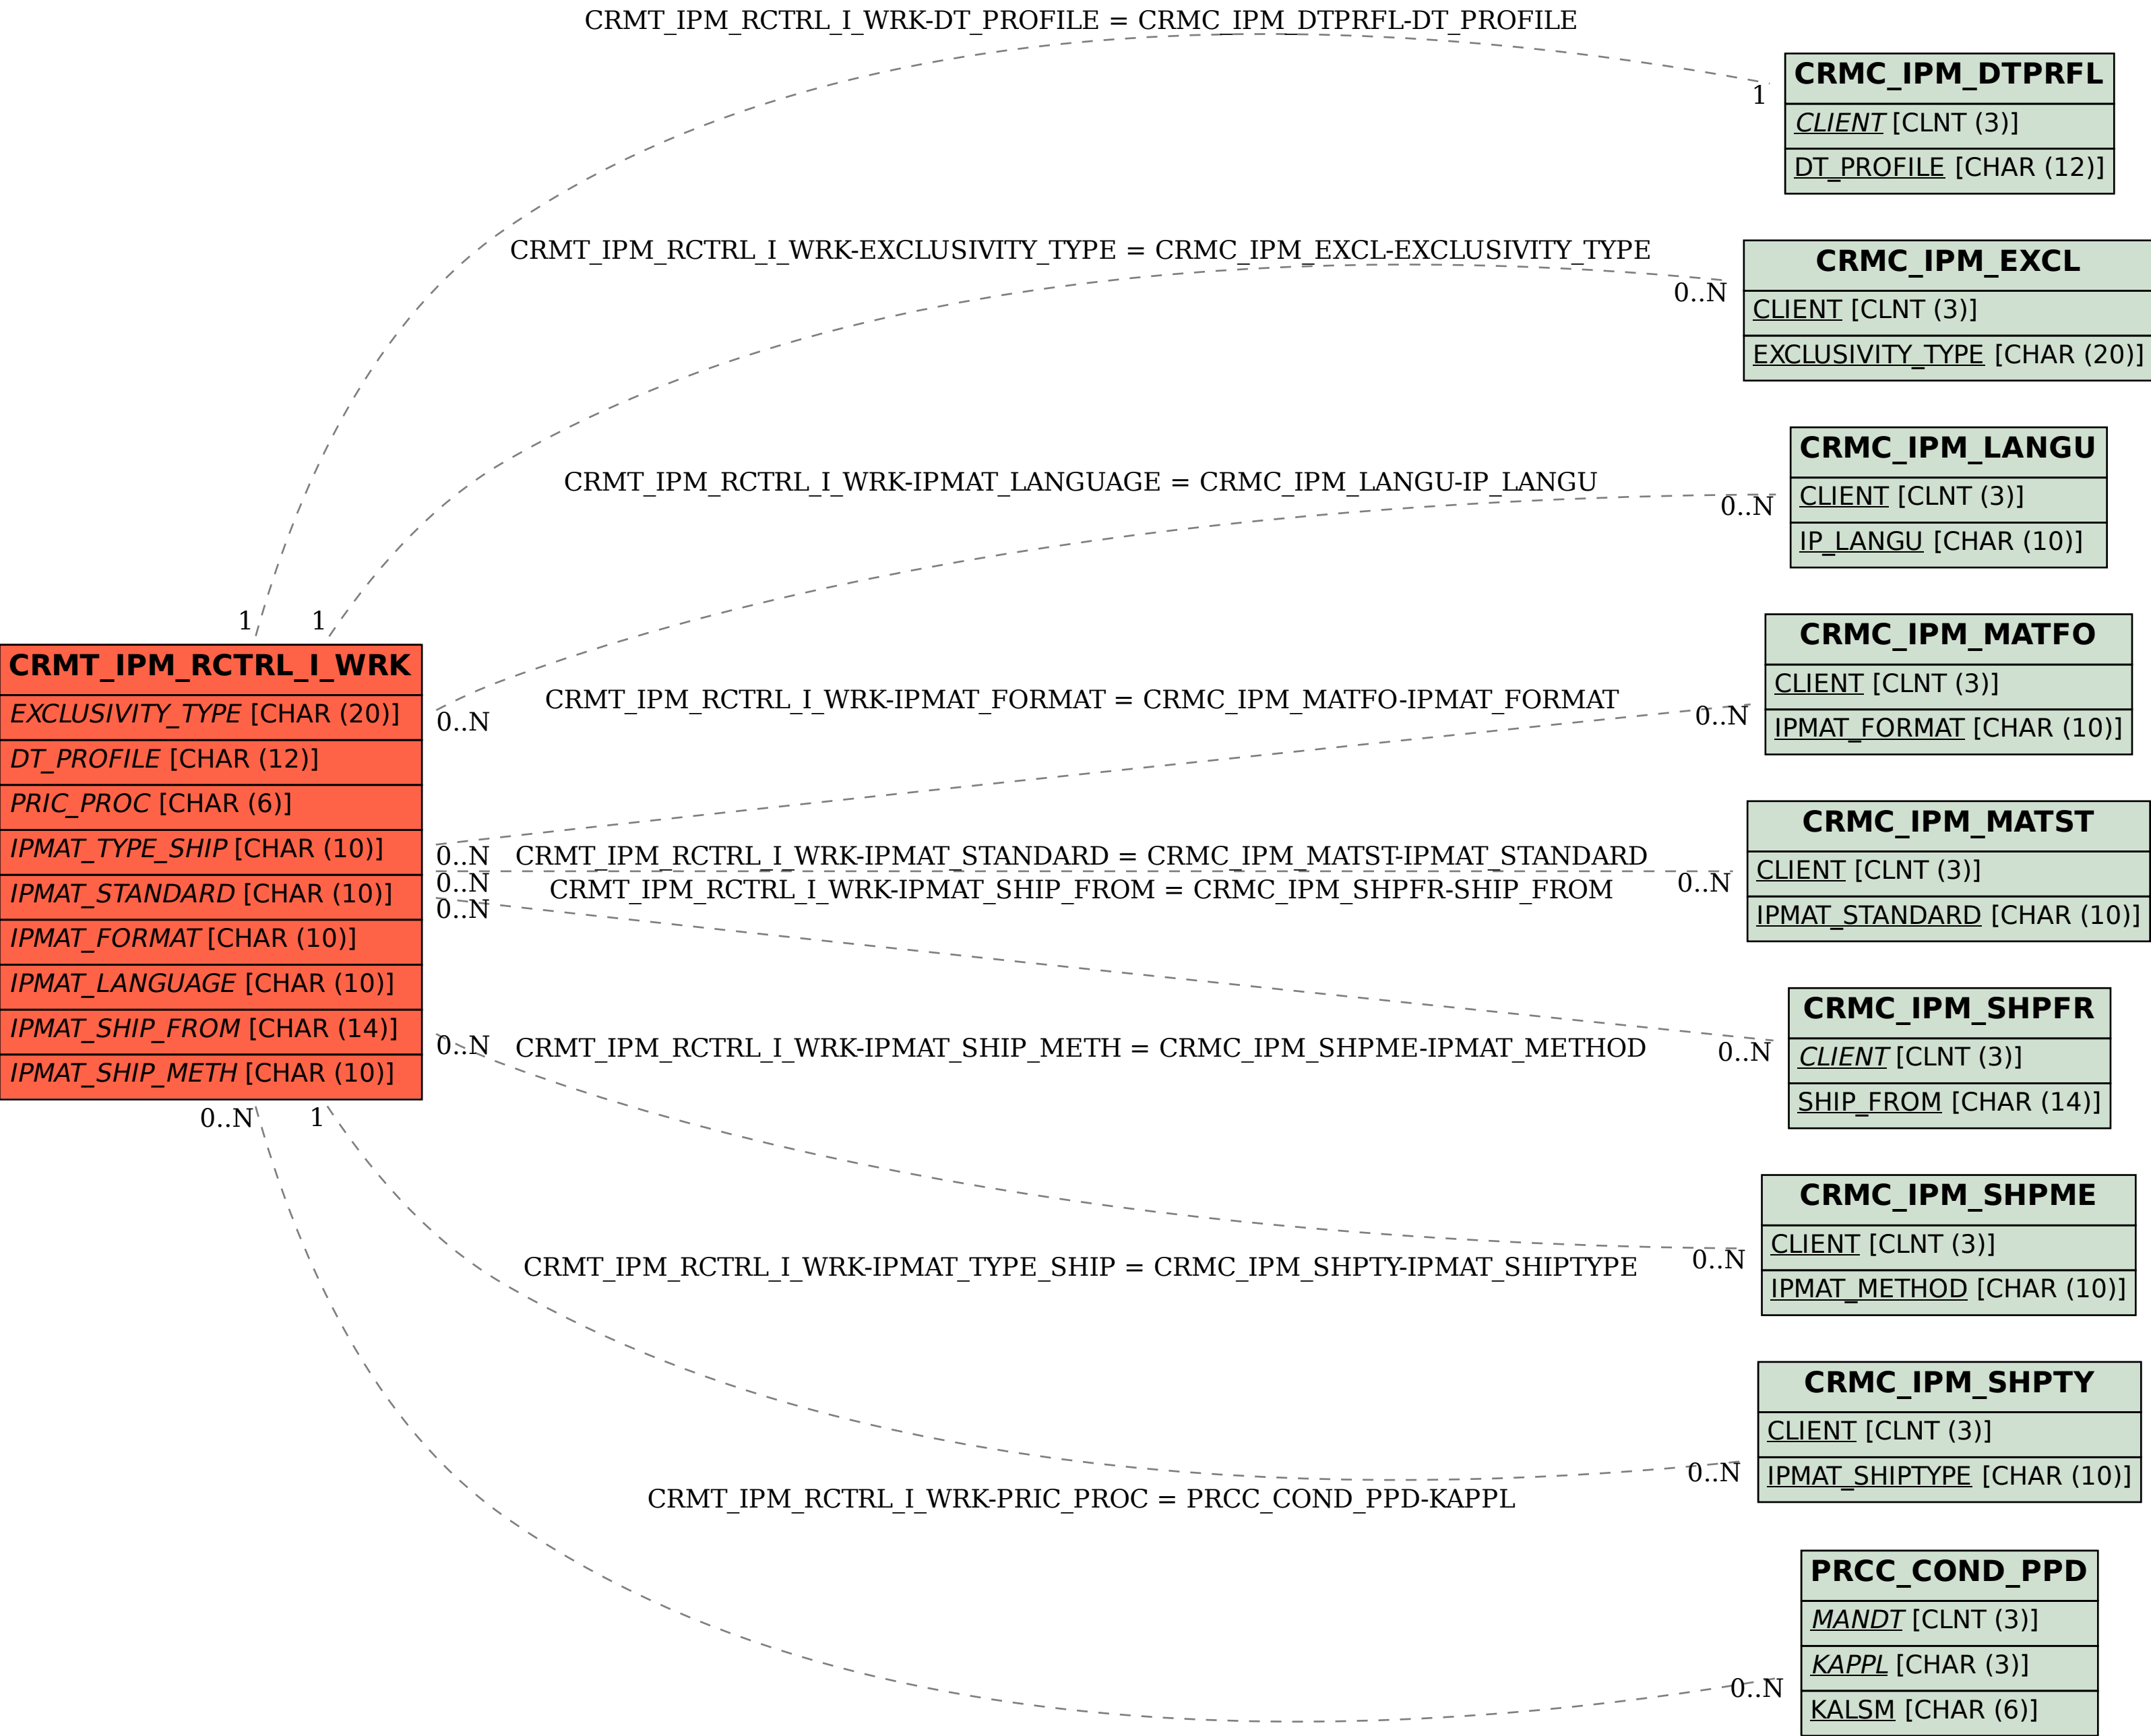 CRMT_IPM_RCTRL_I_WRK-DT_PROFILE = CRMC_IPM_DTPRFL-DT_PROFILE
1
CRMC_IPM_DTPRFL
CLIENT [CLNT (3)]
DT_PROFILE [CHAR (12)]
CRMT_IPM_RCTRL_I_WRK-EXCLUSIVITY_TYPE = CRMC_IPM_EXCL-EXCLUSIVITY_TYPE
0..N
CRMC_IPM_EXCL
CLIENT [CLNT (3)]
EXCLUSIVITY_TYPE [CHAR (20)]
CRMT_IPM_RCTRL_I_WRK-IPMAT_LANGUAGE = CRMC_IPM_LANGU-IP_LANGU
0..N
CRMC_IPM_LANGU
CLIENT [CLNT (3)]
IP_LANGU [CHAR (10)]
1
1
CRMT_IPM_RCTRL_I_WRK
EXCLUSIVITY_TYPE [CHAR (20)]
DT_PROFILE [CHAR (12)]
PRIC_PROC [CHAR (6)]
IPMAT_TYPE_SHIP [CHAR (10)]
IPMAT_STANDARD [CHAR (10)]
IPMAT_FORMAT [CHAR (10)]
IPMAT_LANGUAGE [CHAR (10)]
IPMAT_SHIP_FROM [CHAR (14)]
IPMAT_SHIP_METH [CHAR (10)]
0..N
CRMT_IPM_RCTRL_I_WRK-IPMAT_FORMAT = CRMC_IPM_MATFO-IPMAT_FORMAT
0..N
CRMC_IPM_MATFO
CLIENT [CLNT (3)]
IPMAT_FORMAT [CHAR (10)]
0..N
CRMT_IPM_RCTRL_I_WRK-IPMAT_STANDARD = CRMC_IPM_MATST-IPMAT_STANDARD
0..N
0..N
CRMC_IPM_MATST
CLIENT [CLNT (3)]
IPMAT_STANDARD [CHAR (10)]
CRMT_IPM_RCTRL_I_WRK-IPMAT_SHIP_FROM = CRMC_IPM_SHPFR-SHIP_FROM
0..N
0..N
CRMC_IPM_SHPFR
CLIENT [CLNT (3)]
SHIP_FROM [CHAR (14)]
0..N
CRMT_IPM_RCTRL_I_WRK-IPMAT_SHIP_METH = CRMC_IPM_SHPME-IPMAT_METHOD
0..N
CRMC_IPM_SHPME
CLIENT [CLNT (3)]
IPMAT_METHOD [CHAR (10)]
0..N
1
CRMT_IPM_RCTRL_I_WRK-IPMAT_TYPE_SHIP = CRMC_IPM_SHPTY-IPMAT_SHIPTYPE
0..N
CRMC_IPM_SHPTY
CLIENT [CLNT (3)]
IPMAT_SHIPTYPE [CHAR (10)]
CRMT_IPM_RCTRL_I_WRK-PRIC_PROC = PRCC_COND_PPD-KAPPL
0..N
PRCC_COND_PPD
MANDT [CLNT (3)]
KAPPL [CHAR (3)]
KALSM [CHAR (6)]